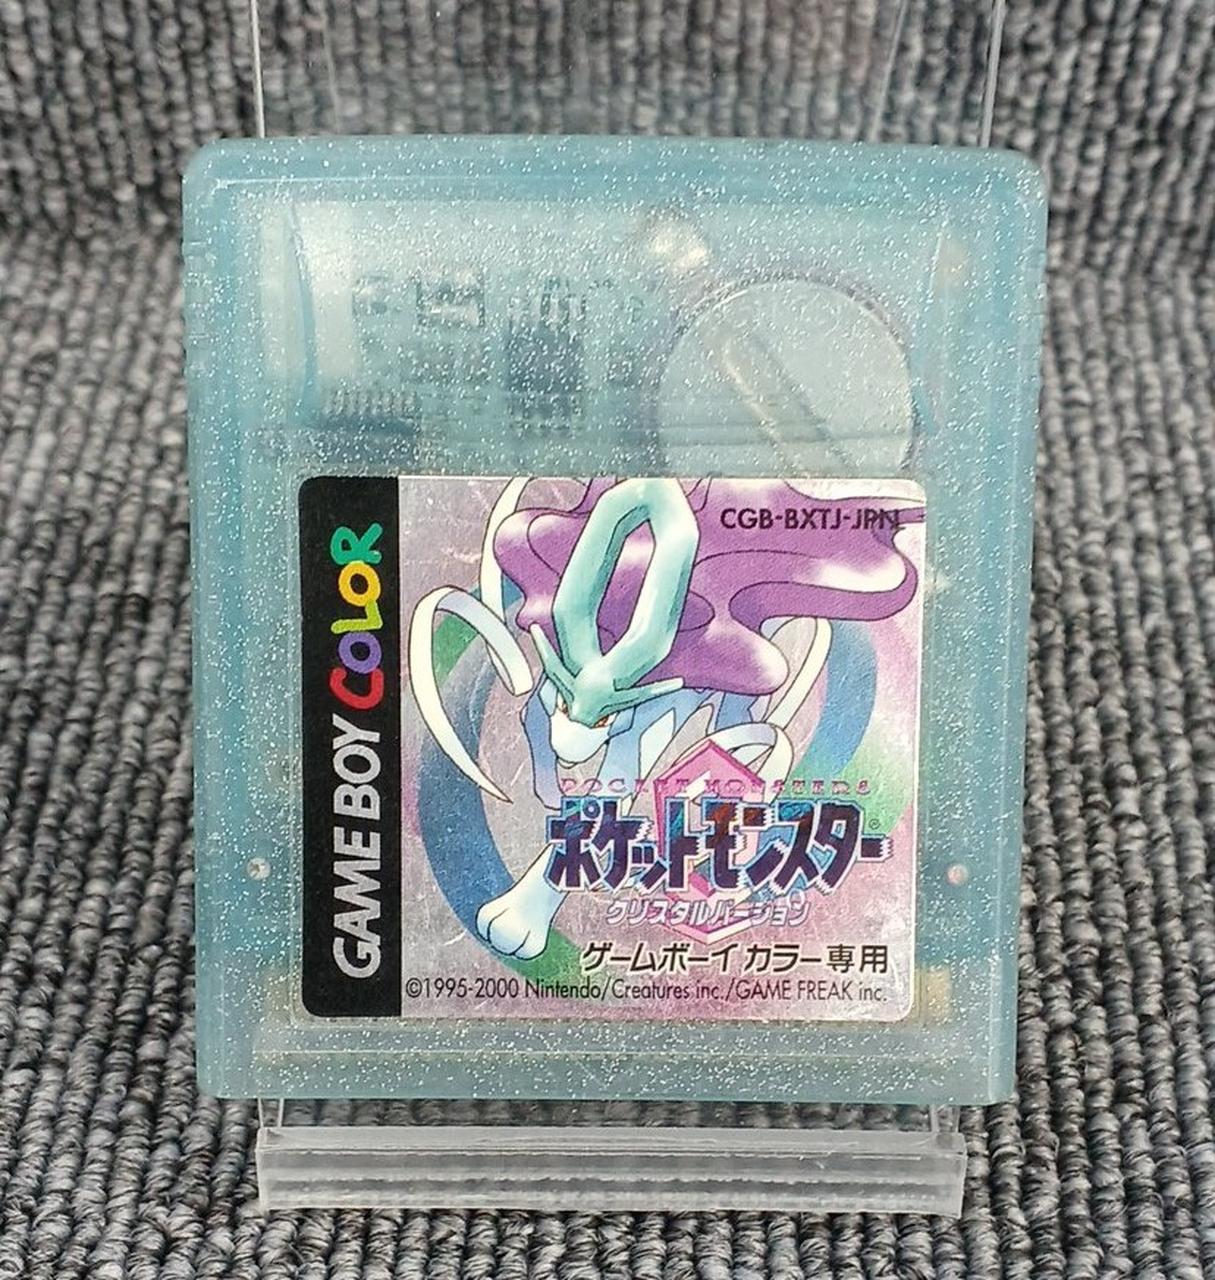 GAME BOY COLOR
CGB-BXTJ-JPN
POCKET MONSTERS
ポケットモンスター
クリスタルバージョン
ゲームボーイカラー専用
©1995-2000 Nintendo/Creatures inc./GAME FREAK inc.